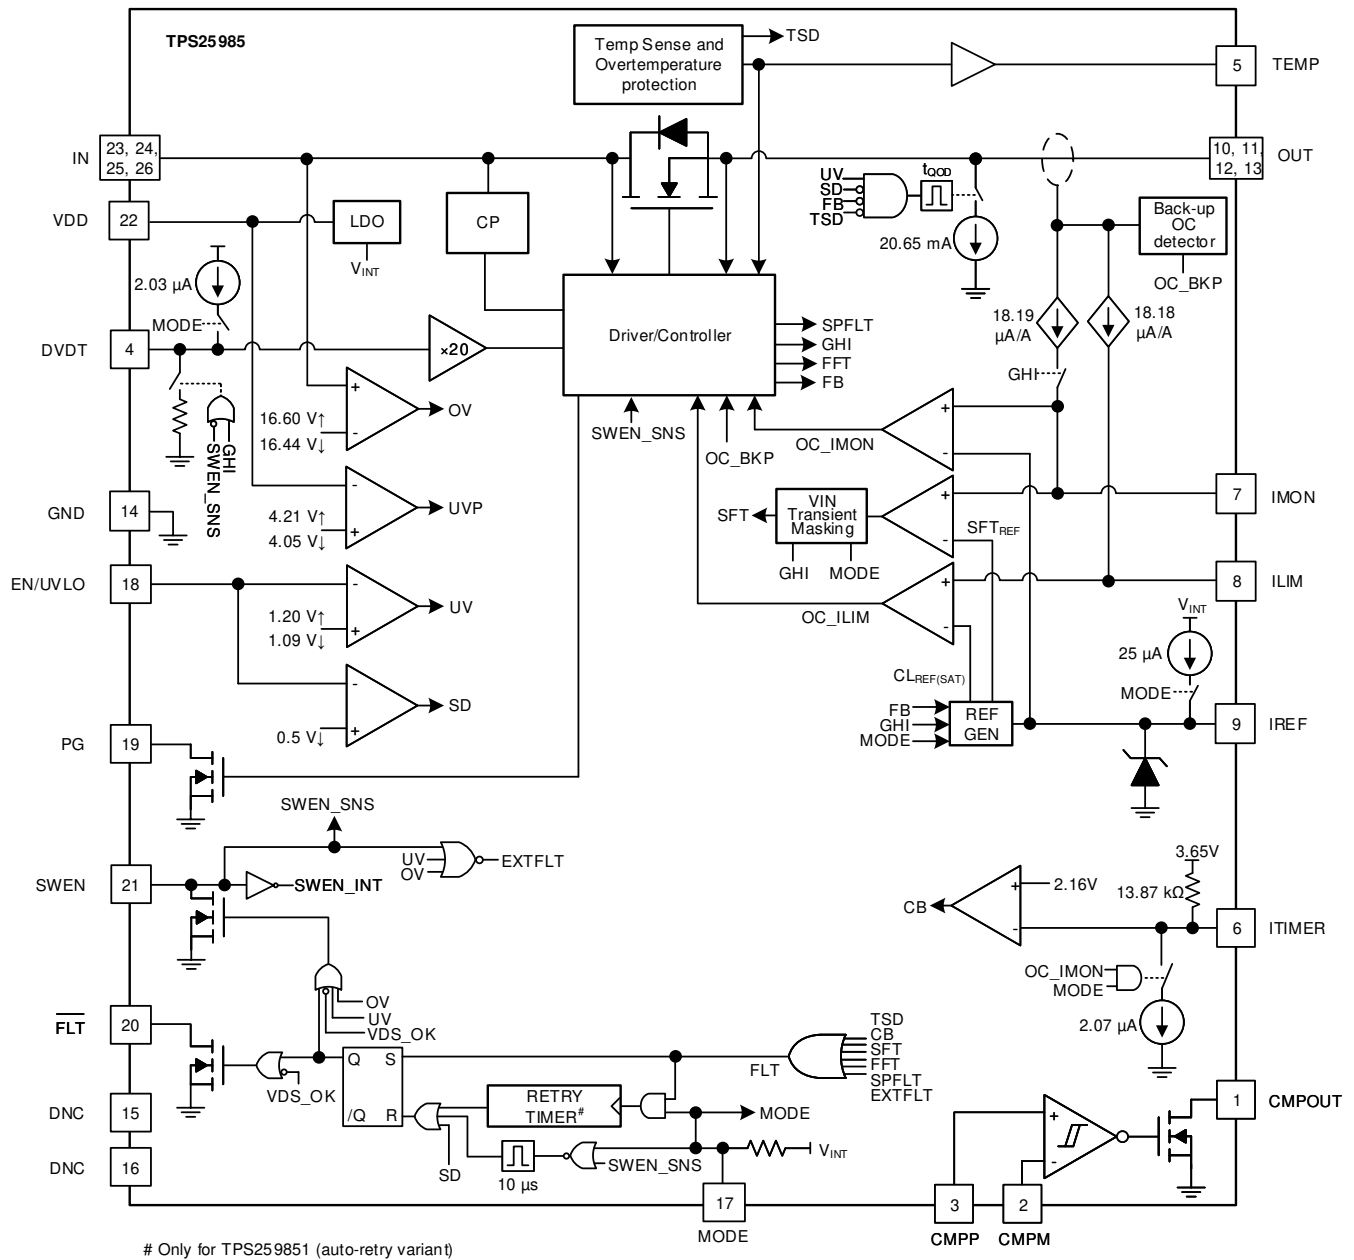 TPS25985
Temp Sense and
Overtemperature
protection
TSD
5
TEMP
IN
23, 24,
25, 26
10, 11,
12, 13
OUT
VDD
22
LDO
VINT
CP
UV
SD
FB
TSD
tQOD
20.65 mA
Back-up
OC
detector
OC_BKP
2.03 µA
MODE
DVDT
4
×20
Driver/Controller
SPFLT
GHI
FFT
FB
18.19
µA/A
18.18
µA/A
GHI
GHI
SWEN_SNS
+
16.60 V↑
16.44 V↓
-
OV
SWEN_SNS
OC_BKP
OC_IMON
+
-
GND
14
-
4.21 V↑
4.05 V↓
+
UVP
SFT
VIN
Transient
Masking
GHI
MODE
+
-
SFTREF
7
IMON
EN/UVLO
18
-
1.20 V↑
1.09 V↓
+
UV
OC_ILIM
+
-
8
ILIM
VINT
25 µA
MODE
-
0.5 V↓
+
SD
CLREF(SAT)
FB
GHI
MODE
REF
GEN
9
IREF
PG
19
SWEN_SNS
UV
OV
EXTFLT
SWEN
21
SWEN_INT
CB
+
-
2.16V
3.65V
13.87 kΩ
6
ITIMER
OC_IMON
MODE
2.07 µA
OV
UV
VDS_OK
FLT
20
VDS_OK
Q
S
/Q
R
FLT
TSD
CB
SFT
FFT
SPFLT
EXTFLT
RETRY
TIMER#
MODE
SD
10 µs
SWEN_SNS
VINT
DNC
15
DNC
16
17
MODE
+
-
1
CMPOUT
3
CMPP
2
CMPM
# Only for TPS259851 (auto-retry variant)